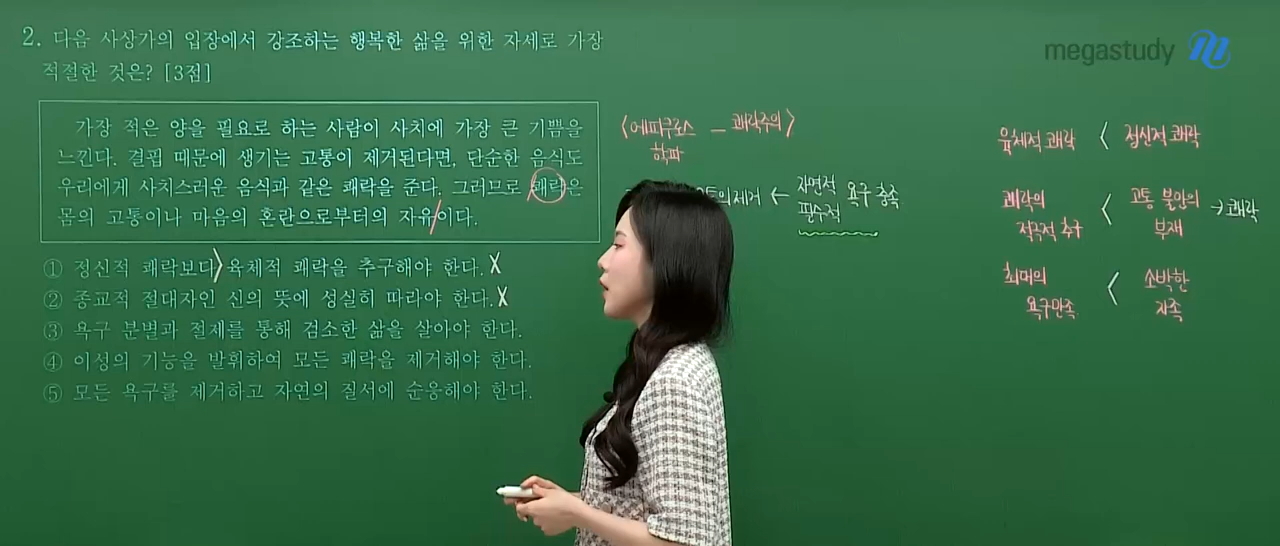 2. 다음 사상가의 입장에서 강조하는 행복한 삶을 위한 자세로 가장
적절한 것은? [3점]
가장 적은 양을 필요로 하는 사람이 사치에 가장 큰 기쁨을
느낀다. 결핍 때문에 생기는 고통이 제거된다면, 단순한 음식도
우리에게 사치스러운 음식과 같은 쾌락을 준다. 그러므로 쾌락은
몸의 고통이나 마음의 혼란으로부터의 자유이다.
① 정신적 쾌락보다 육체적 쾌락을 추구해야 한다. X
② 종교적 절대자인 신의 뜻에 성실히 따라야 한다. X
③ 욕구 분별과 절제를 통해 검소한 삶을 살아야 한다.
④ 이성의 기능을 발휘하여 모든 쾌락을 제거해야 한다.
⑤ 모든 욕구를 제거하고 자연의 질서에 순응해야 한다.
<에피쿠로스 — 쾌락주의>
학파
의 제거 ← 자연적 욕구 충족
필수적
megastudy
육체적 쾌락 < 정신적 쾌락
쾌락의 < 고통 불안의 → 쾌락
적극적 추구 부재
최대의 < 소박한
욕구만족 자족